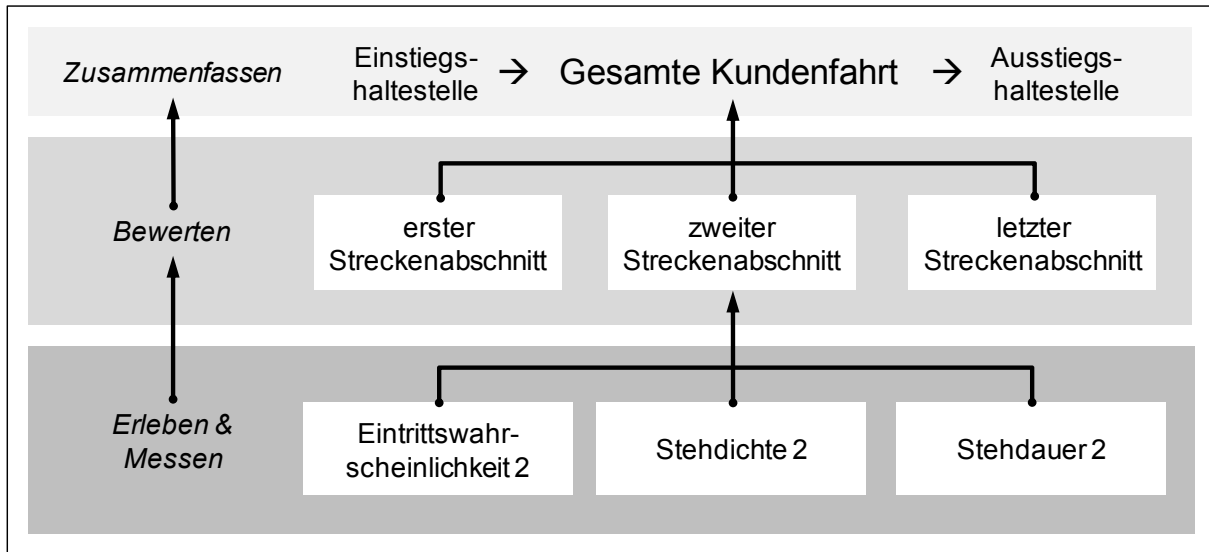 Zusammenfassen
Einstiegs-
haltestelle
→ Gesamte Kundenfahrt →
Ausstiegs-
haltestelle
Bewerten
erster
Streckenabschnitt
zweiter
Streckenabschnitt
letzter
Streckenabschnitt
Erleben &
Messen
Eintrittswahr-
scheinlichkeit 2
Stehdichte 2
Stehdauer 2